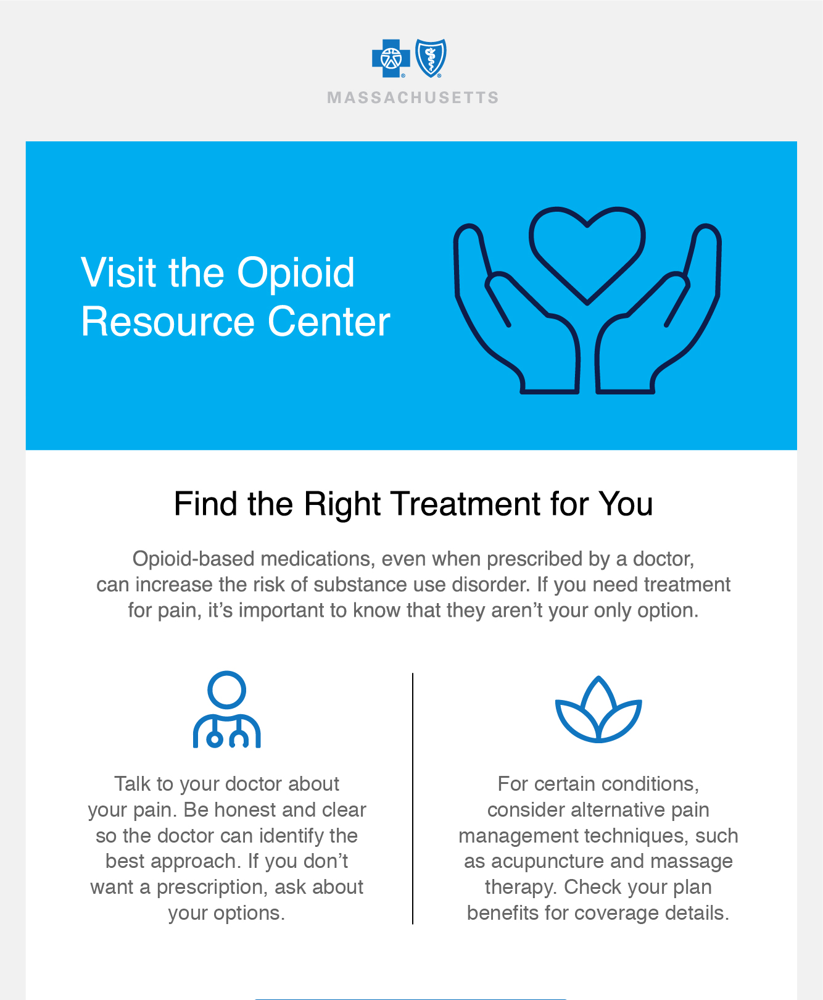 MASSACHUSETTS
Visit the Opioid
Resource Center
Find the Right Treatment for You
Opioid-based medications, even when prescribed by a doctor,
can increase the risk of substance use disorder. If you need treatment
for pain, it’s important to know that they aren’t your only option.
Talk to your doctor about
your pain. Be honest and clear
so the doctor can identify the
best approach. If you don’t
want a prescription, ask about
your options.
For certain conditions,
consider alternative pain
management techniques, such
as acupuncture and massage
therapy. Check your plan
benefits for coverage details.